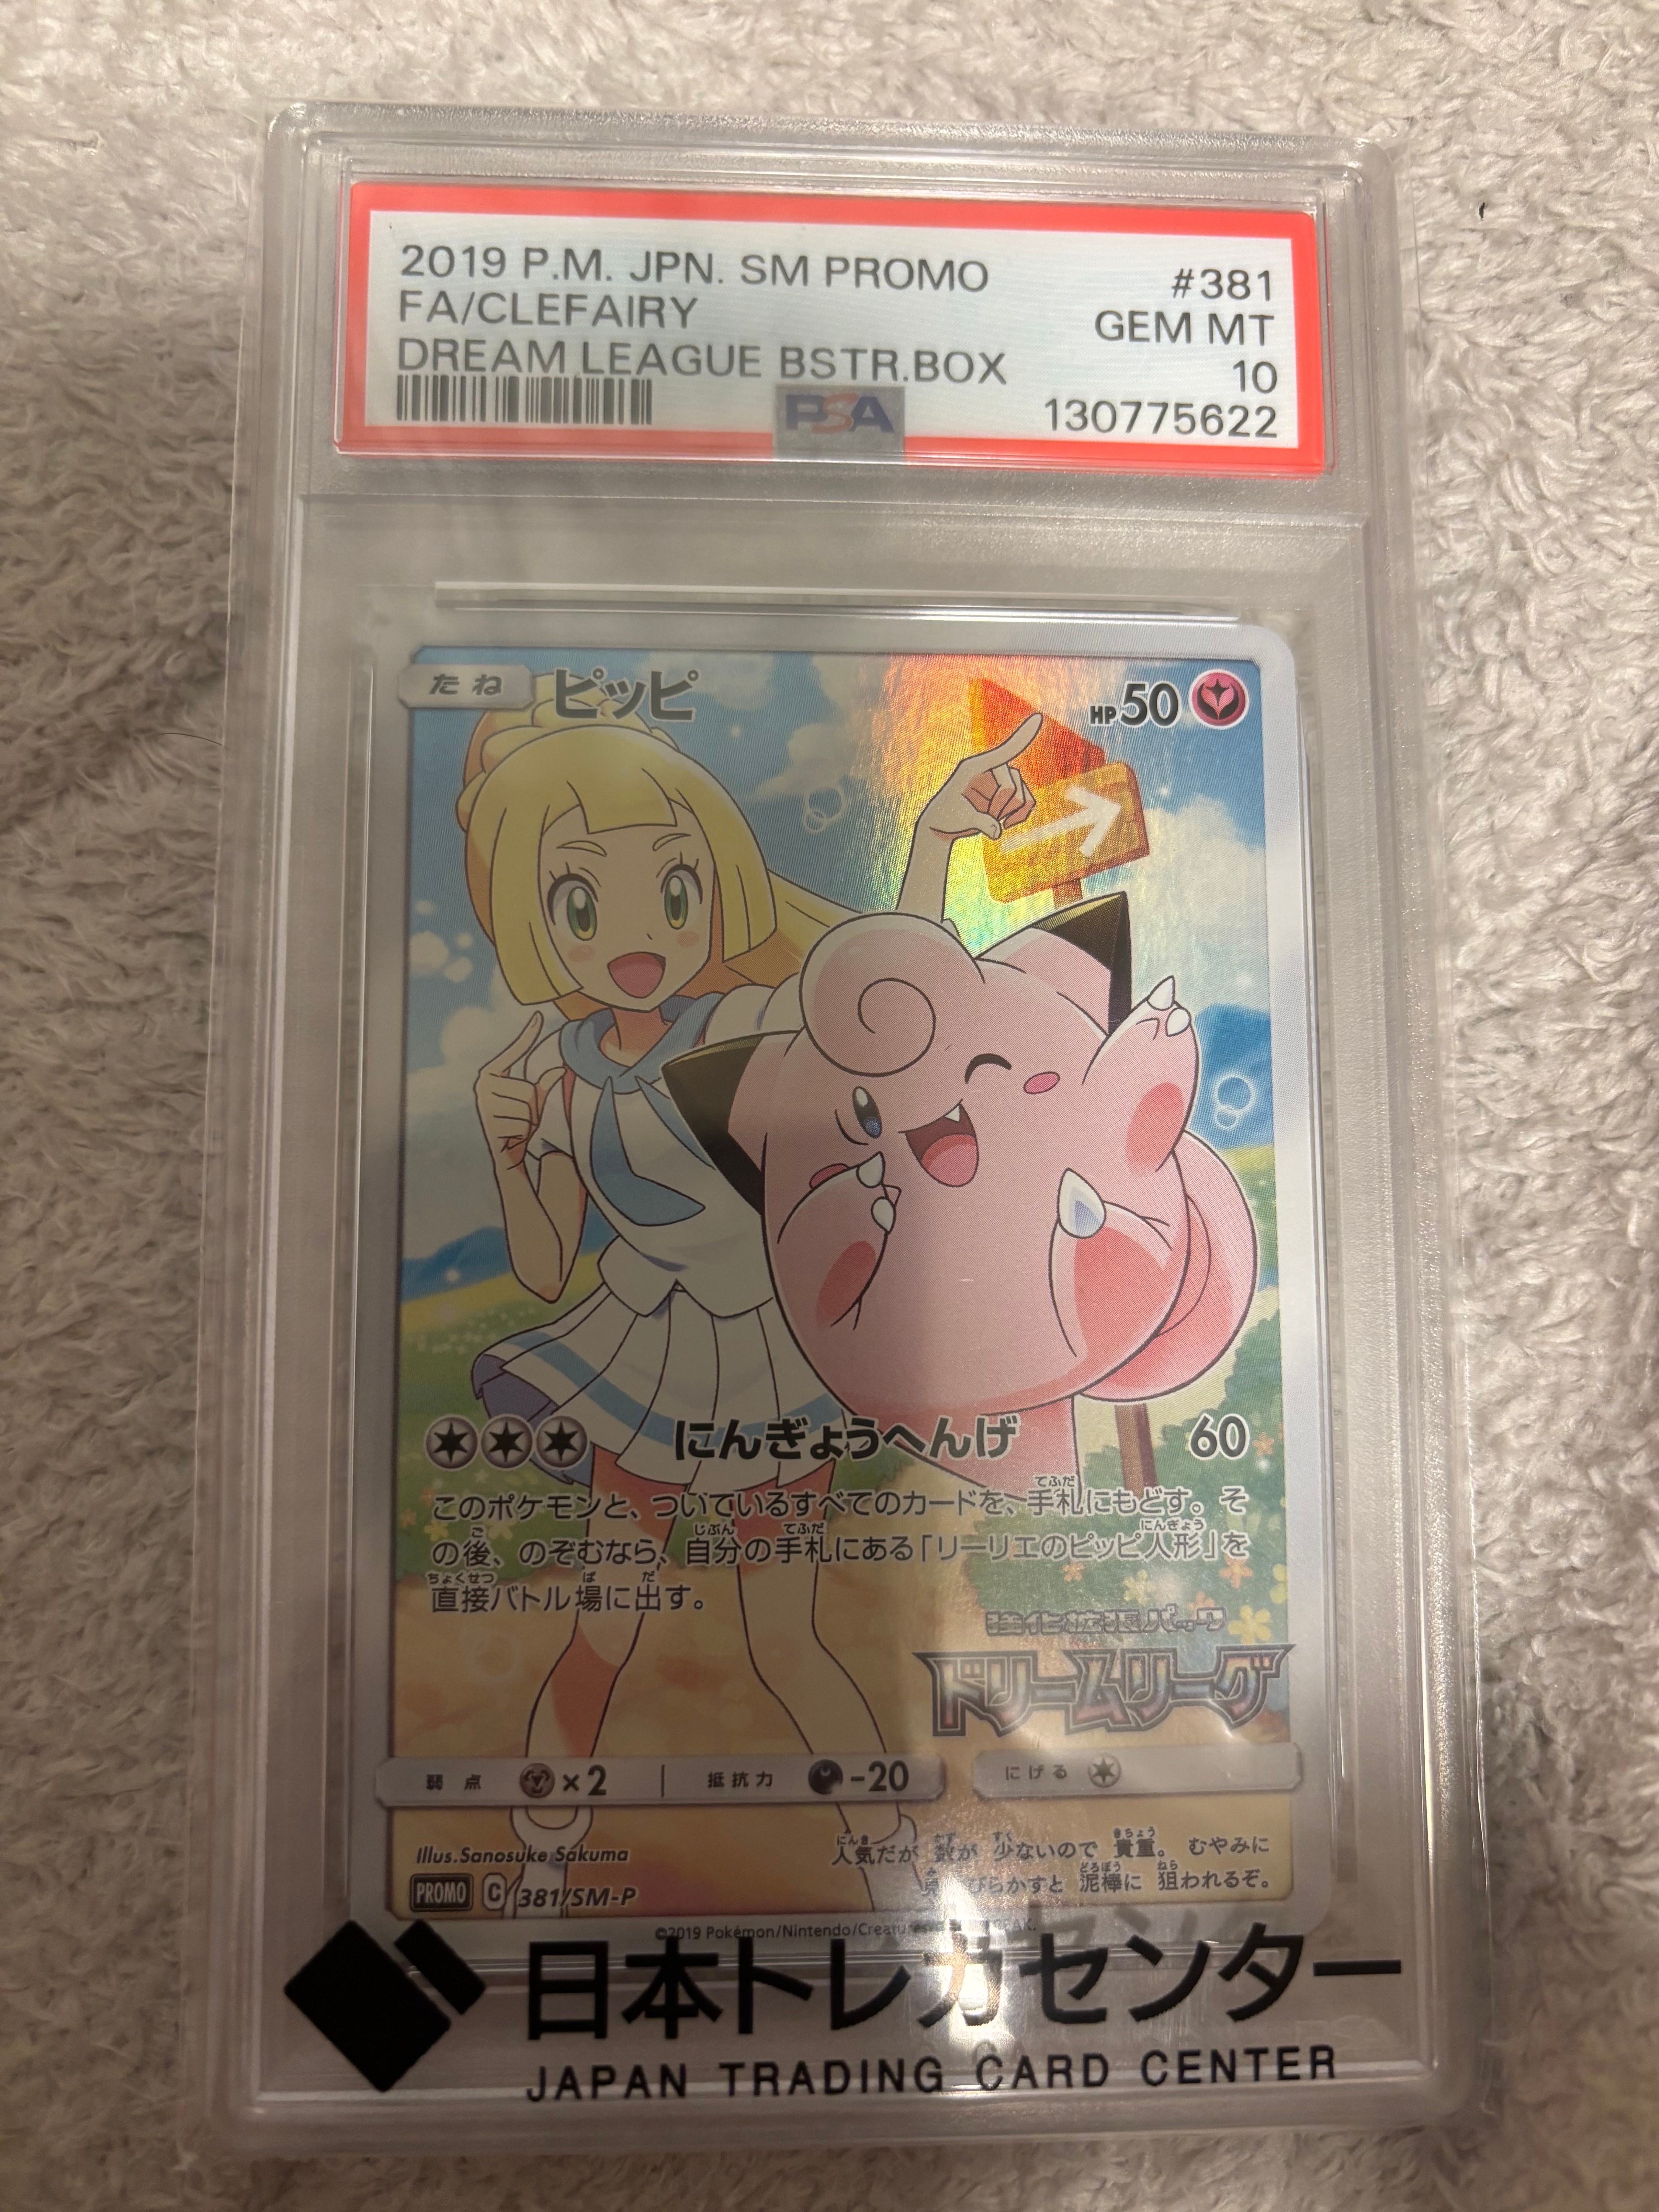 2019 P.M. JPN. SM PROMO #381
FA/CLEFAIRY GEM MT
DREAM LEAGUE BSTR.BOX 10
PSA 130775622
たね ピッピ HP50
にんぎょうへんげ 60
このポケモンと、ついているすべてのカードを、手札にもどす。そ
の後、のぞむなら、自分の手札にある「リーリエのピッピ人形」を
直接バトル場に出す。
強化拡張パック
ドリームリーグ
弱点 ×2 抵抗力 -20 にげる
Illus.Sanosuke Sakuma
人気だが 数が 少ないので 貴重。 むやみに
びらかすと 泥棒に 狙われるぞ。
PROMO C 381/SM-P
©2019 Pokémon/Nintendo/Creatures
日本トレカセンター
JAPAN TRADING CARD CENTER